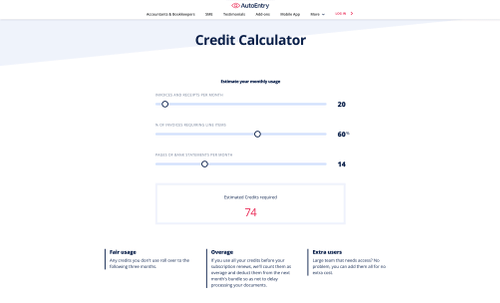 AutoEntry
Accountants & Bookkeepers SMB Testimonials Add-ons Mobile App More LOG IN
Credit Calculator
Estimate your monthly usage
INVOICES AND RECEIPTS PER MONTH
20
% OF INVOICES REQUIRING LINE ITEMS
60%
PAGES OF BANK STATEMENTS PER MONTH
14
Estimated Credits required
74
Fair usage
Any credits you don't use roll over to the
following three months.
Overage
If you use all your credits before your
subscription renews, we'll count them as
overage and deduct them from the next
month's bundle so as not to delay
processing your documents.
Extra users
Large team that needs access? No
problem, you can add them all for no
extra cost.